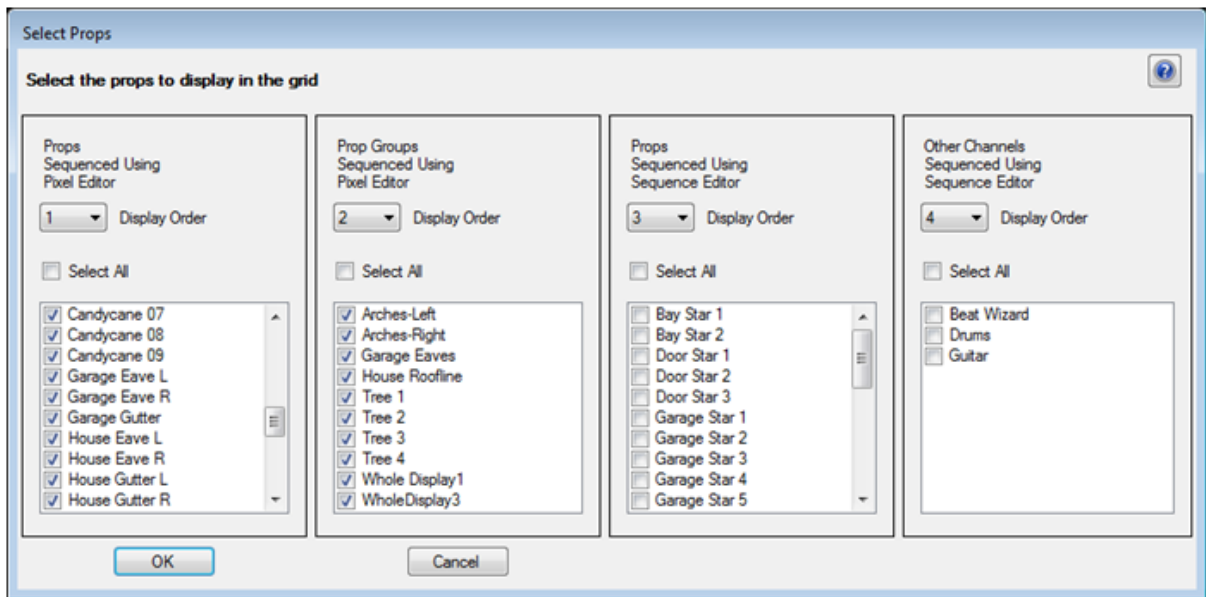 Select Props
Select the props to display in the grid
?
Props
Sequenced Using
Pixel Editor
1
Display Order
Select All
Candycane 07
Candycane 08
Candycane 09
Garage Eave L
Garage Eave R
Garage Gutter
House Eave L
House Eave R
House Gutter L
House Gutter R
Prop Groups
Sequenced Using
Pixel Editor
2
Display Order
Select All
Arches-Left
Arches-Right
Garage Eaves
House Roofline
Tree 1
Tree 2
Tree 3
Tree 4
Whole Display1
WholeDisplay3
Props
Sequenced Using
Sequence Editor
3
Display Order
Select All
Bay Star 1
Bay Star 2
Door Star 1
Door Star 2
Door Star 3
Garage Star 1
Garage Star 2
Garage Star 3
Garage Star 4
Garage Star 5
Other Channels
Sequenced Using
Sequence Editor
4
Display Order
Select All
Beat Wizard
Drums
Guitar
OK
Cancel